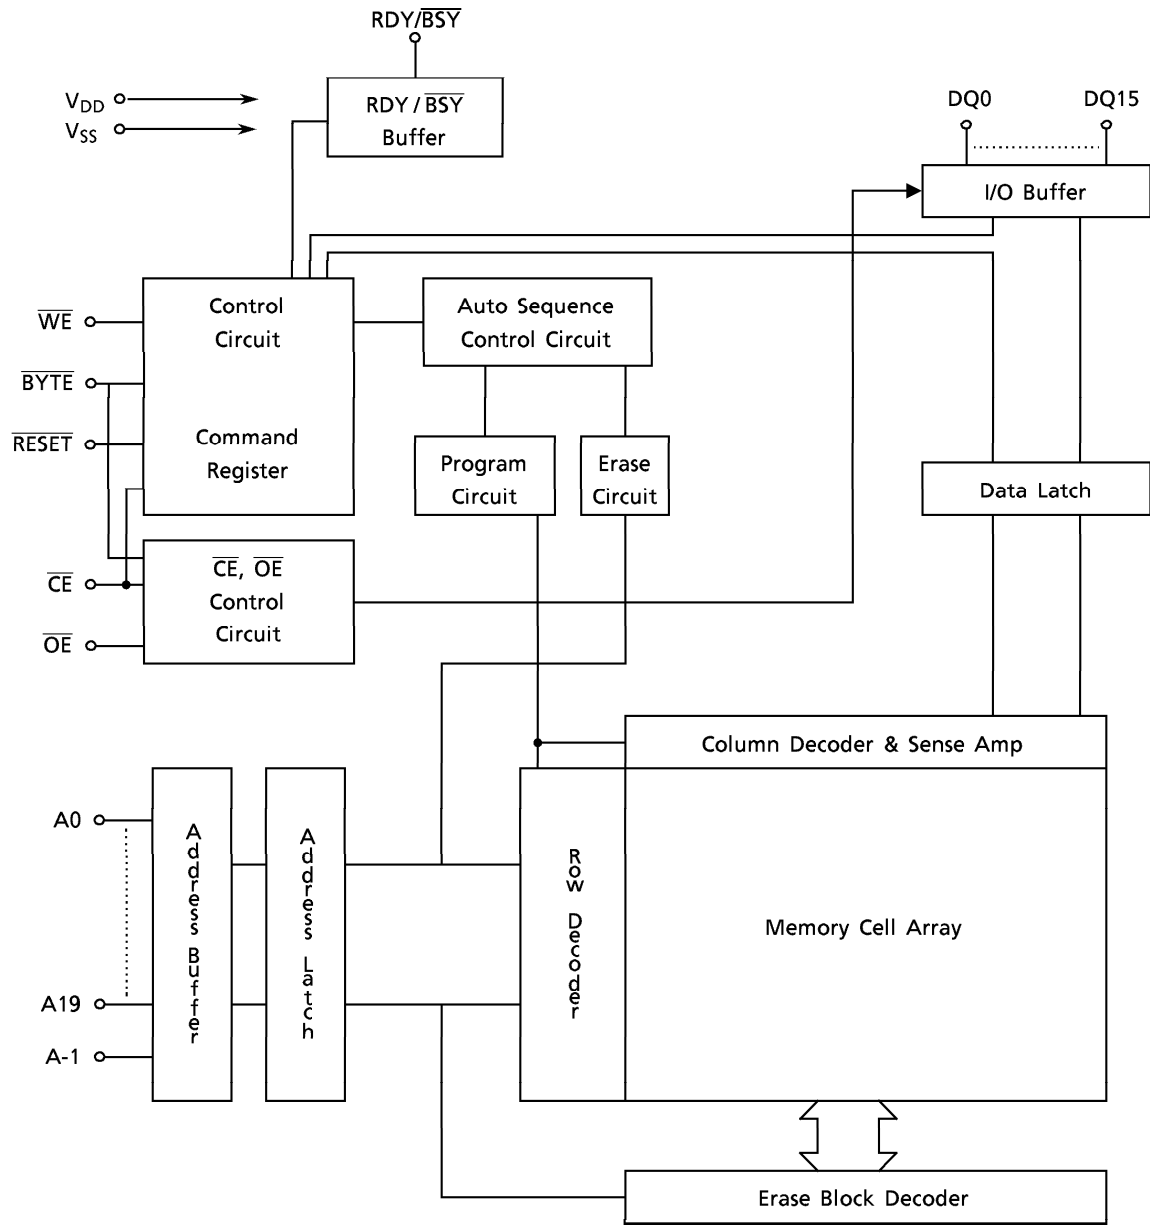 RDY/BSY
VDD
VSS
RDY / BSY
Buffer
DQ0 DQ15
I/O Buffer
WE
BYTE
RESET
Control
Circuit
Command
Register
Auto Sequence
Control Circuit
Program
Circuit
Erase
Circuit
Data Latch
CE
OE
CE, OE
Control
Circuit
Column Decoder & Sense Amp
A0
A19
A-1
Address Buffer
Address Latch
Row Decoder
Memory Cell Array
Erase Block Decoder